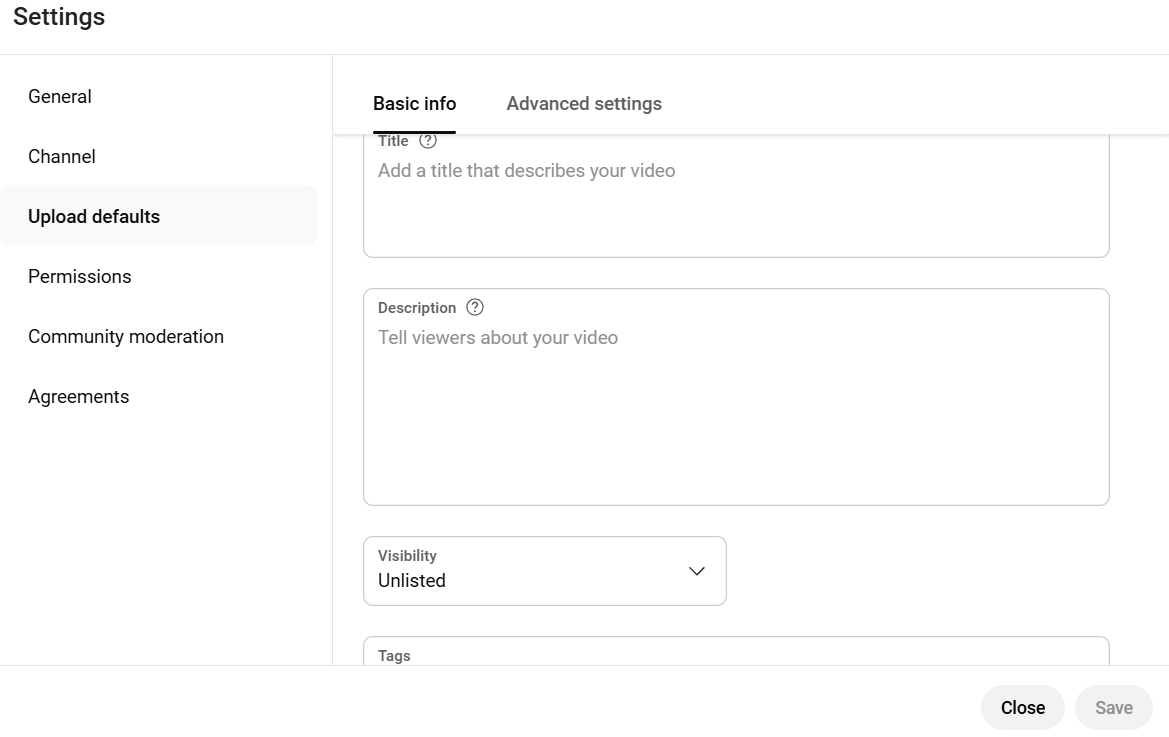 Settings
General
Channel
Upload defaults
Permissions
Community moderation
Agreements
Basic info
Advanced settings
Title ?
Add a title that describes your video
Description ?
Tell viewers about your video
Visibility
Unlisted
Tags
Close
Save